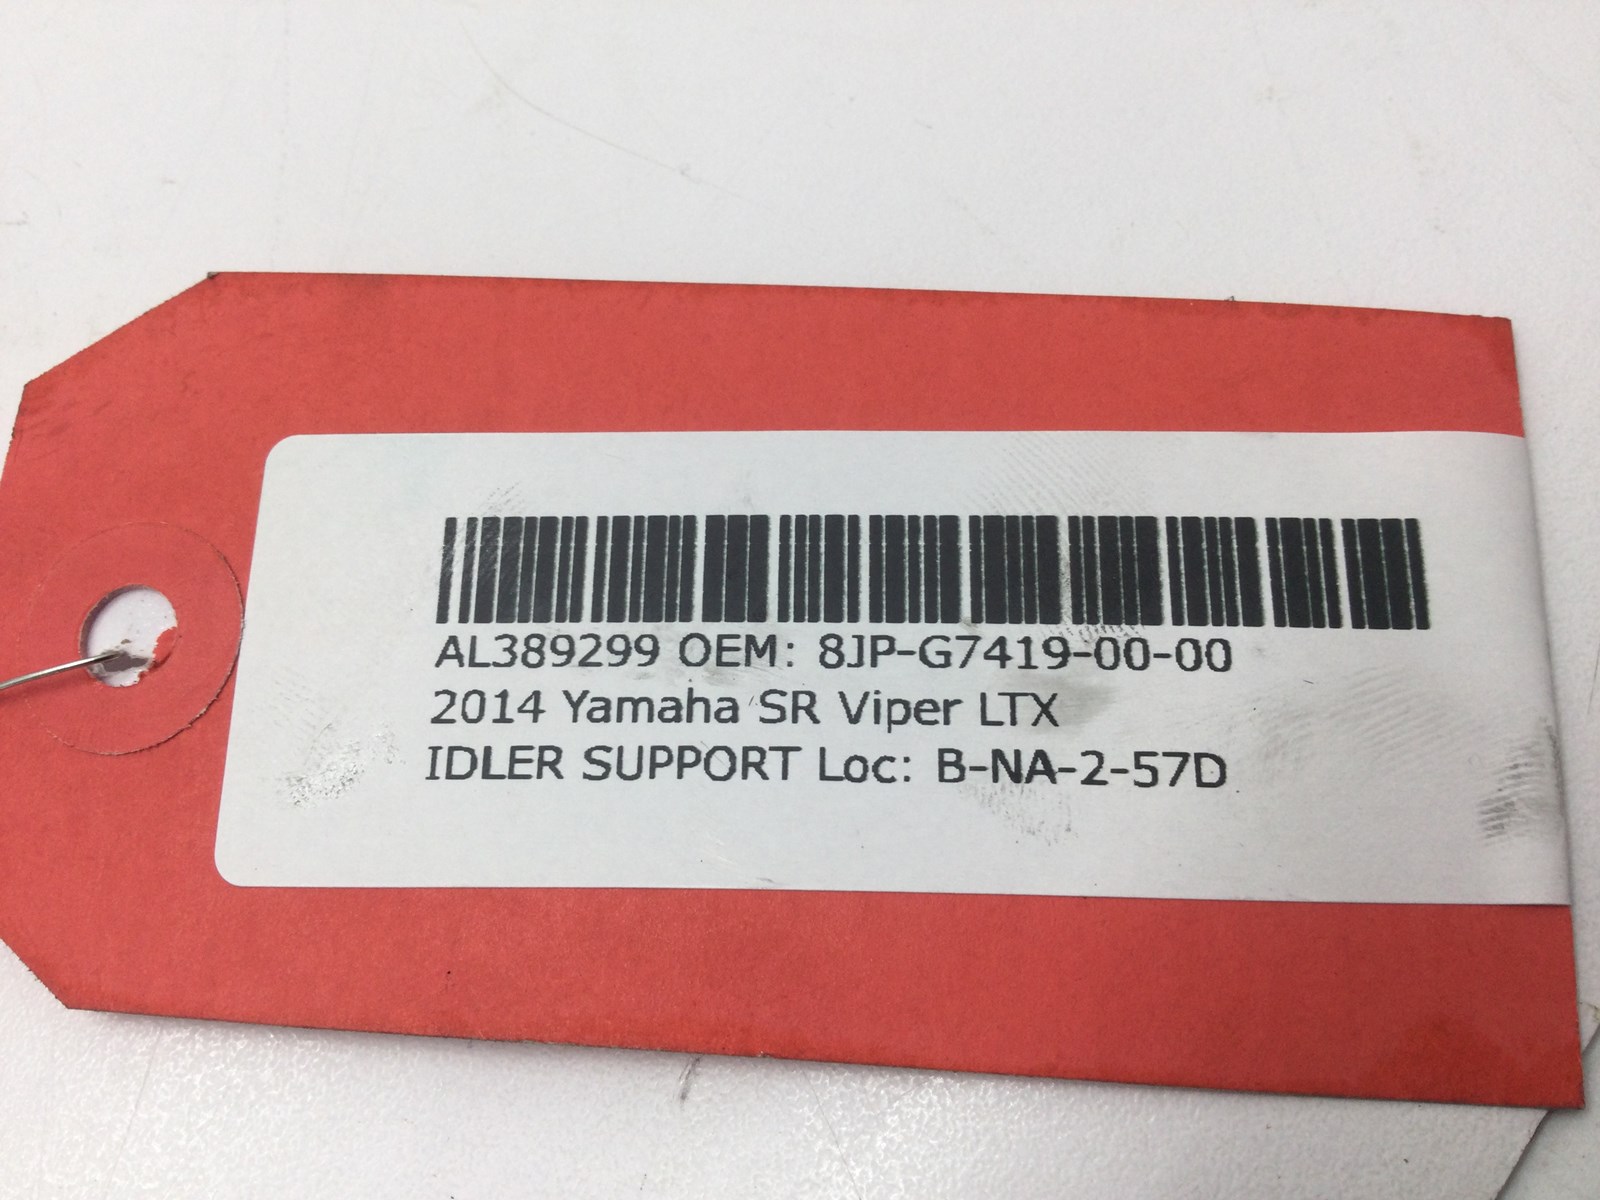 AL389299 OEM: 8JP-G7419-00-00
2014 Yamaha SR Viper LTX
IDLER SUPPORT Loc: B-NA-2-57D